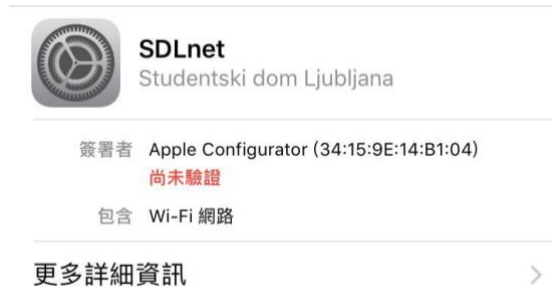 SDLnet
Studentski dom Ljubljana
簽署者 Apple Configurator (34:15:9E:14:B1:04)
尚未驗證
包含 Wi-Fi 網路
更多詳細資訊